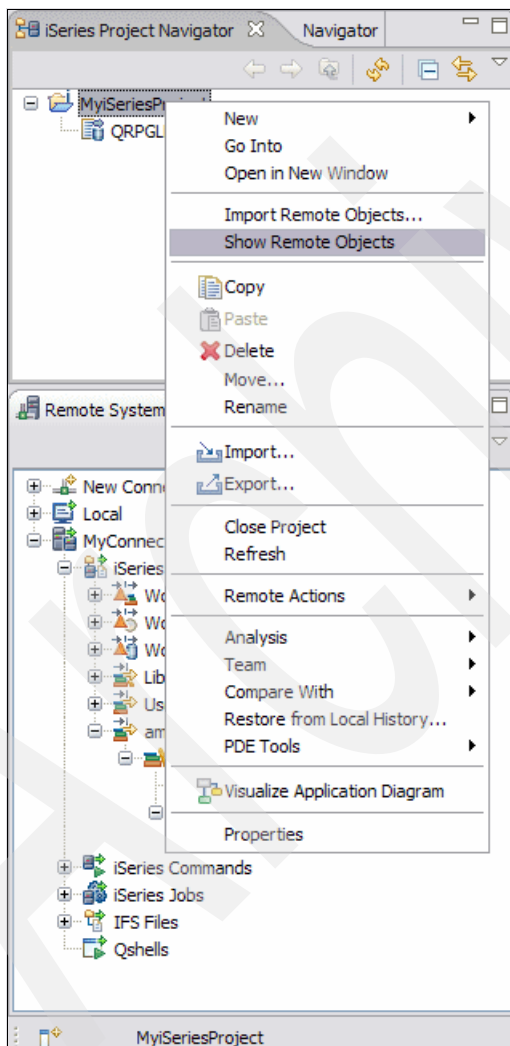 iSeries Project Navigator Navigator
MyiSeriesProject
QRPGL
New
Go Into
Open in New Window
Import Remote Objects...
Show Remote Objects
Copy
Paste
Delete
Move...
Rename
Import...
Export...
Close Project
Refresh
Remote Actions
Analysis
Team
Compare With
Restore from Local History...
PDE Tools
Visualize Application Diagram
Properties
Remote System
New Conne
Local
MyConnec
iSeries
Wo
Wo
Wo
Lib
Us
am
iSeries Commands
iSeries Jobs
IFS Files
Qshells
MyiSeriesProject